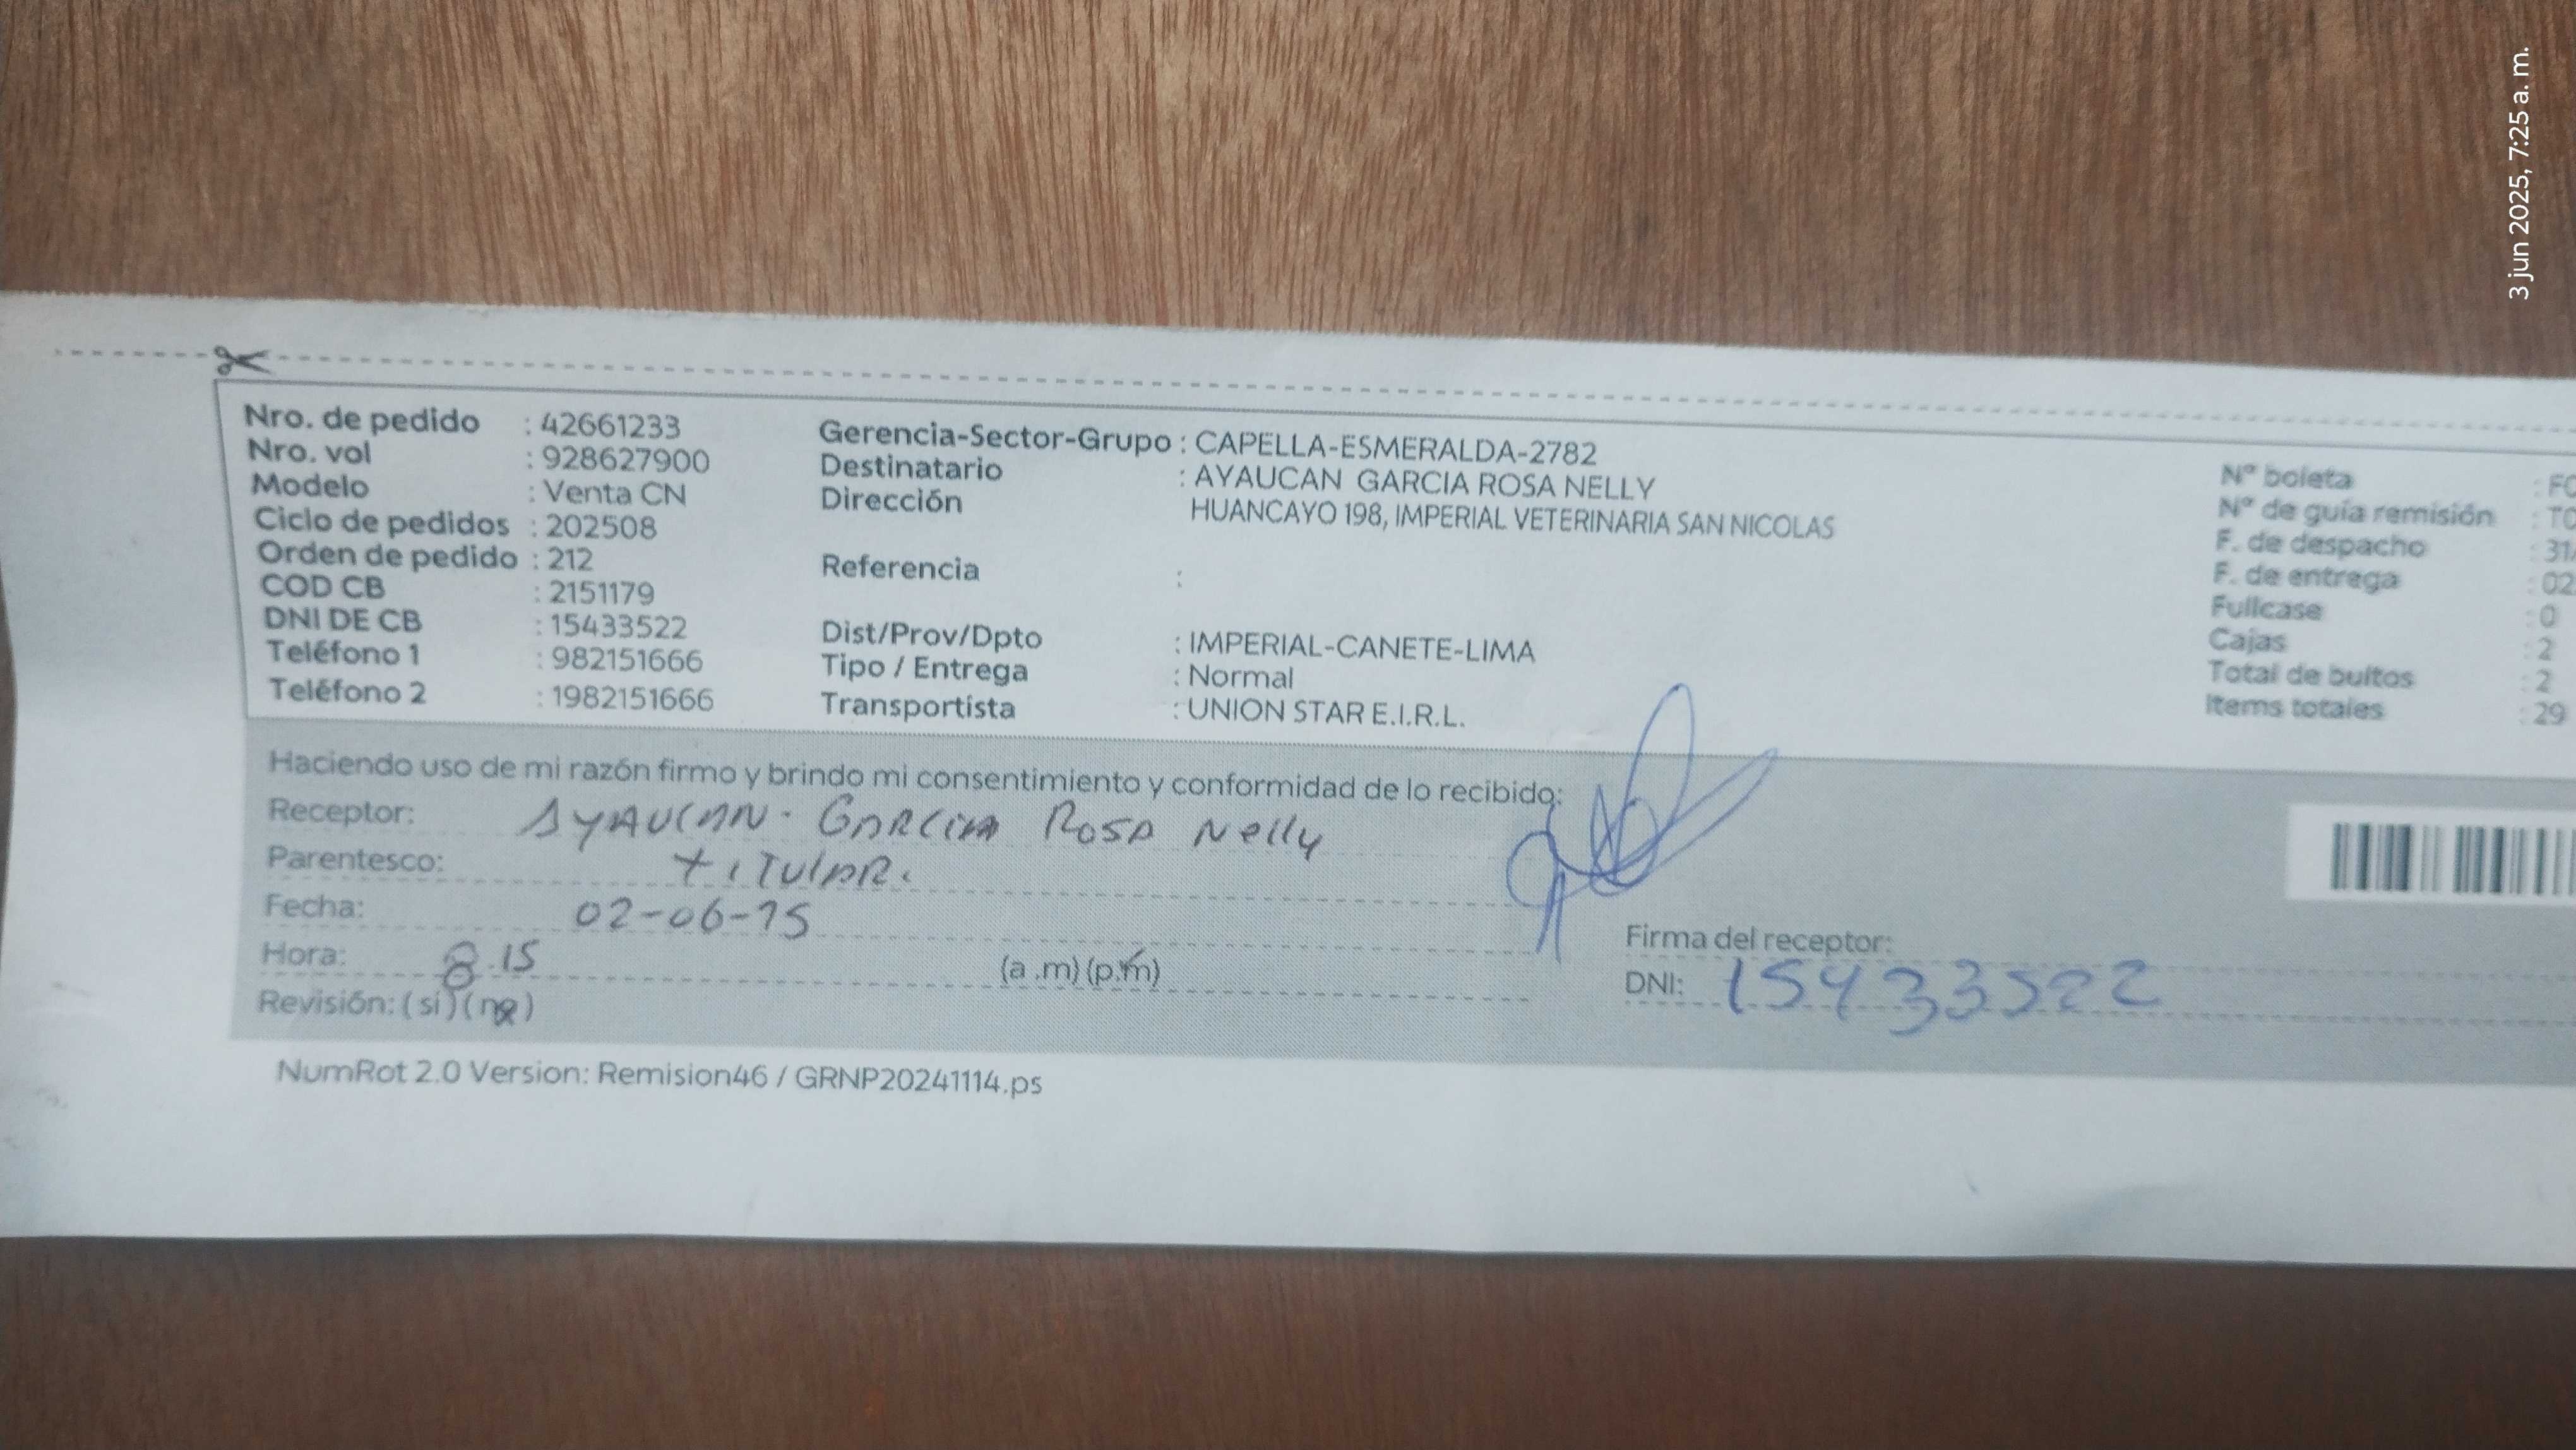 3 jun 2025, 7:25 a. m.
Nro. de pedido : 42661233
Nro. vol : 928627900
Modelo : Venta CN
Ciclo de pedidos : 202508
Orden de pedido : 212
COD CB : 2151179
DNI DE CB : 15433522
Teléfono 1 : 982151666
Teléfono 2 : 1982151666
Gerencia-Sector-Grupo : CAPELLA-ESMERALDA-2782
Destinatario : AYAUCAN GARCIA ROSA NELLY
Dirección HUANCAYO 198, IMPERIAL VETERINARIA SAN NICOLAS
Referencia :
Dist/Prov/Dpto : IMPERIAL-CANETE-LIMA
Tipo / Entrega : Normal
Transportista : UNION STAR E.I.R.L.
N° boleta :
N° de guía remisión :
F. de despacho : 31
F. de entrega : 02
Fullcase : 0
Cajas : 2
Total de bultos : 2
Items totales : 29
Haciendo uso de mi razón firmo y brindo mi consentimiento y conformidad de lo recibido:
Receptor: AYAUCAN - GARCIA ROSA Nelly
Parentesco: TITULAR.
Fecha: 02-06-
Hora: 8.15 (a .m) (p.m)
Revisión: (si) (no)
Firma del receptor:
DNI: 15433522
NumRot 2.0 Version: Remision46 / GRNP20241114.ps